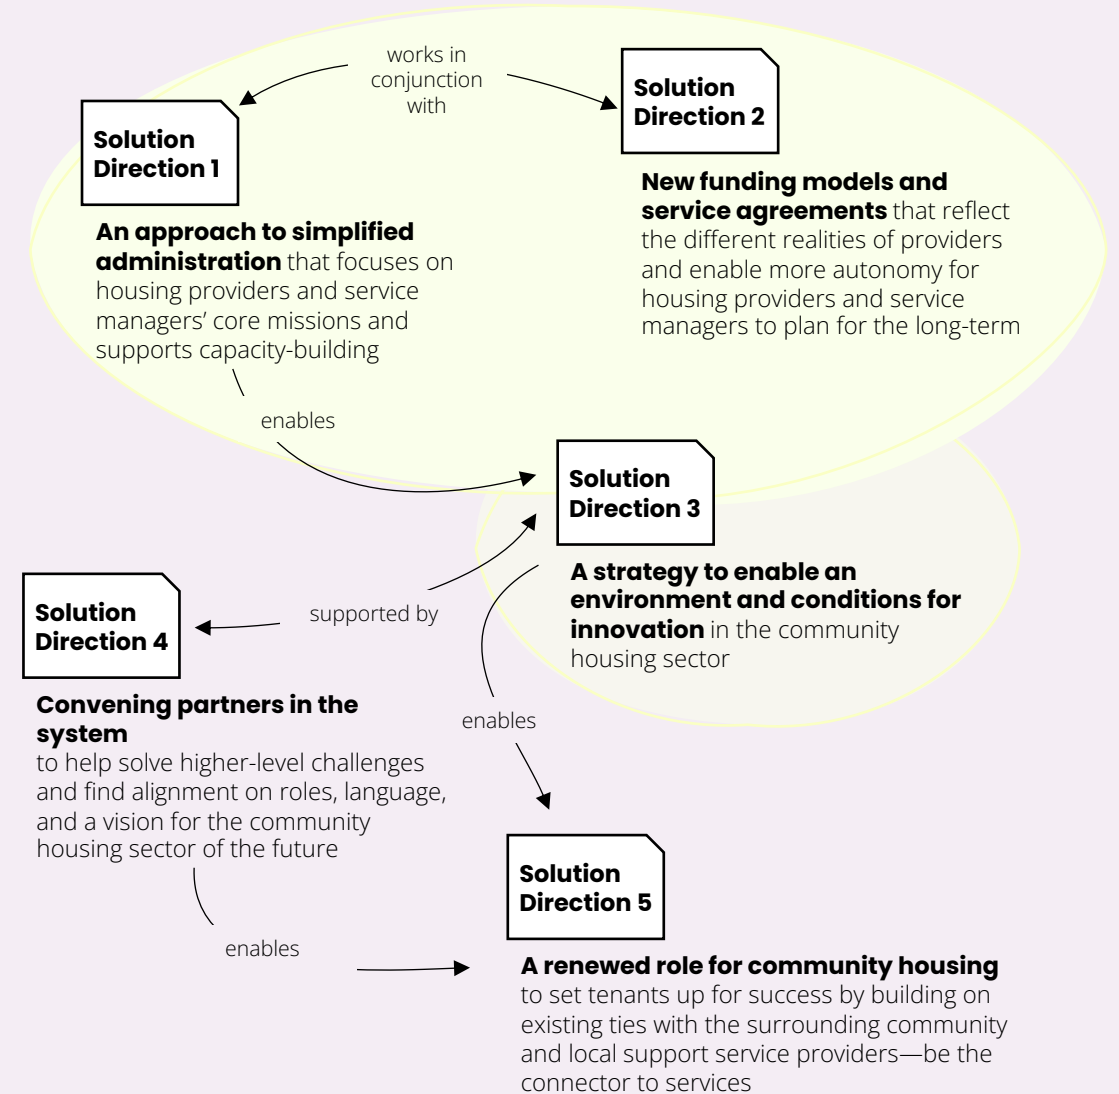 works in
conjunction
with
Solution
Direction 1
An approach to simplified
administration that focuses on
housing providers and service
managers’ core missions and
supports capacity-building
Solution
Direction 2
New funding models and
service agreements that reflect
the different realities of providers
and enable more autonomy for
housing providers and service
managers to plan for the long-term
enables
Solution
Direction 3
A strategy to enable an
environment and conditions for
innovation in the community
housing sector
supported by
Solution
Direction 4
Convening partners in the
system
to help solve higher-level challenges
and find alignment on roles, language,
and a vision for the community
housing sector of the future
enables
enables
Solution
Direction 5
A renewed role for community housing
to set tenants up for success by building on
existing ties with the surrounding community
and local support service providers—be the
connector to services